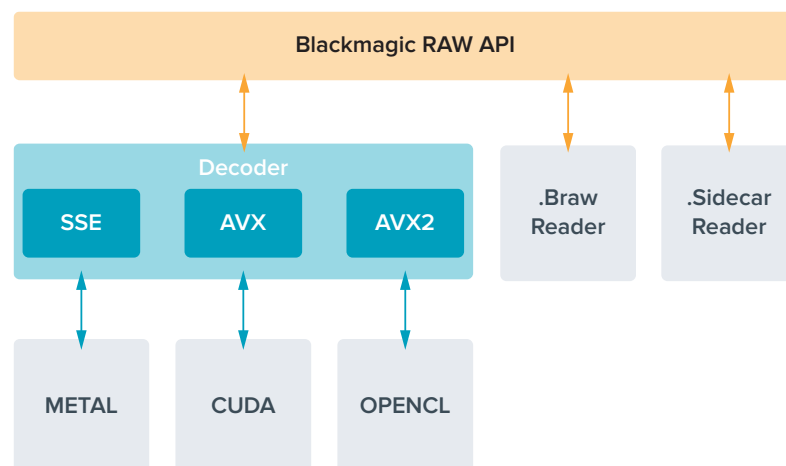 Blackmagic RAW API
Decoder
SSE
AVX
AVX2
.Braw
Reader
.Sidecar
Reader
METAL
CUDA
OPENCL